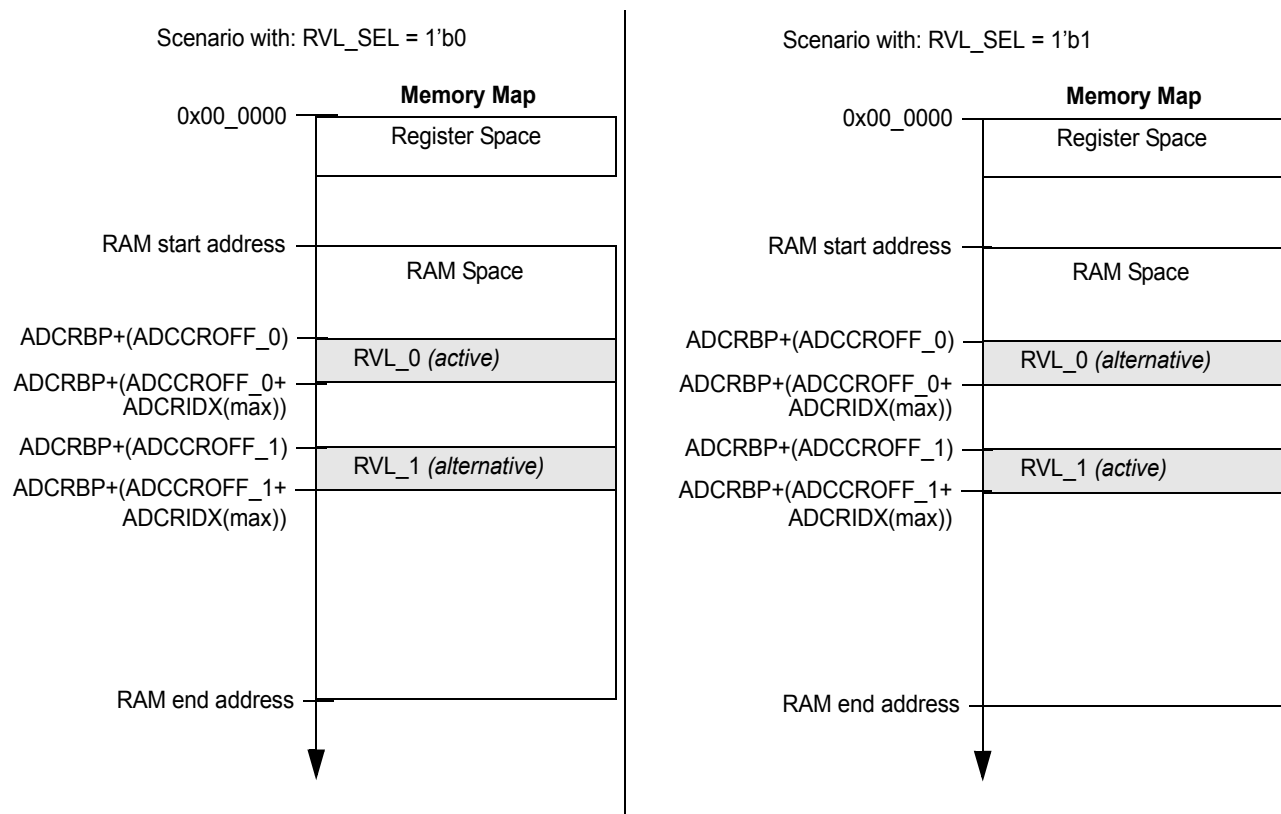 Scenario with: RVL_SEL = 1'b0
Memory Map
0x00_0000
Register Space
RAM start address
RAM Space
ADCRBP+(ADCCROFF_0)
RVL_0 (active)
ADCRBP+(ADCCROFF_0+
ADCRIDX(max))
ADCRBP+(ADCCROFF_1)
RVL_1 (alternative)
ADCRBP+(ADCCROFF_1+
ADCRIDX(max))
RAM end address
Scenario with: RVL_SEL = 1'b1
Memory Map
0x00_0000
Register Space
RAM start address
RAM Space
ADCRBP+(ADCCROFF_0)
RVL_0 (alternative)
ADCRBP+(ADCCROFF_0+
ADCRIDX(max))
ADCRBP+(ADCCROFF_1)
RVL_1 (active)
ADCRBP+(ADCCROFF_1+
ADCRIDX(max))
RAM end address